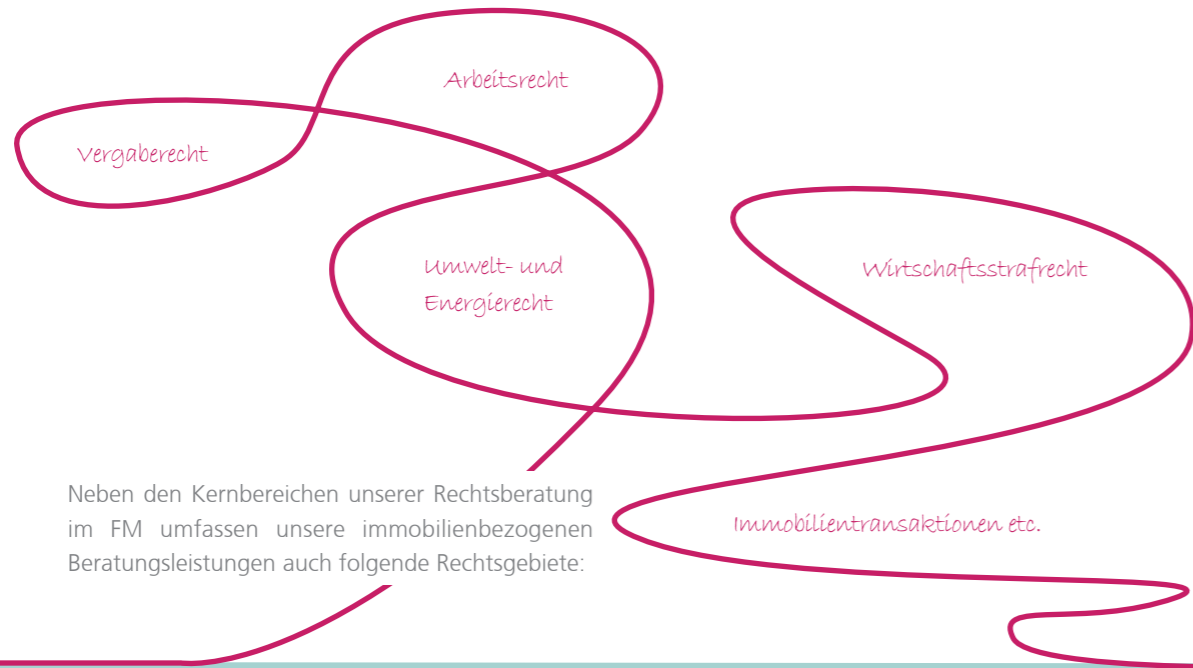 Arbeitsrecht
Vergaberecht
Umwelt- und
Energierecht
Wirtschaftsstrafrecht
Neben den Kernbereichen unserer Rechtsberatung
im FM umfassen unsere immobilienbezogenen
Beratungsleistungen auch folgende Rechtsgebiete:
Immobilientransaktionen etc.